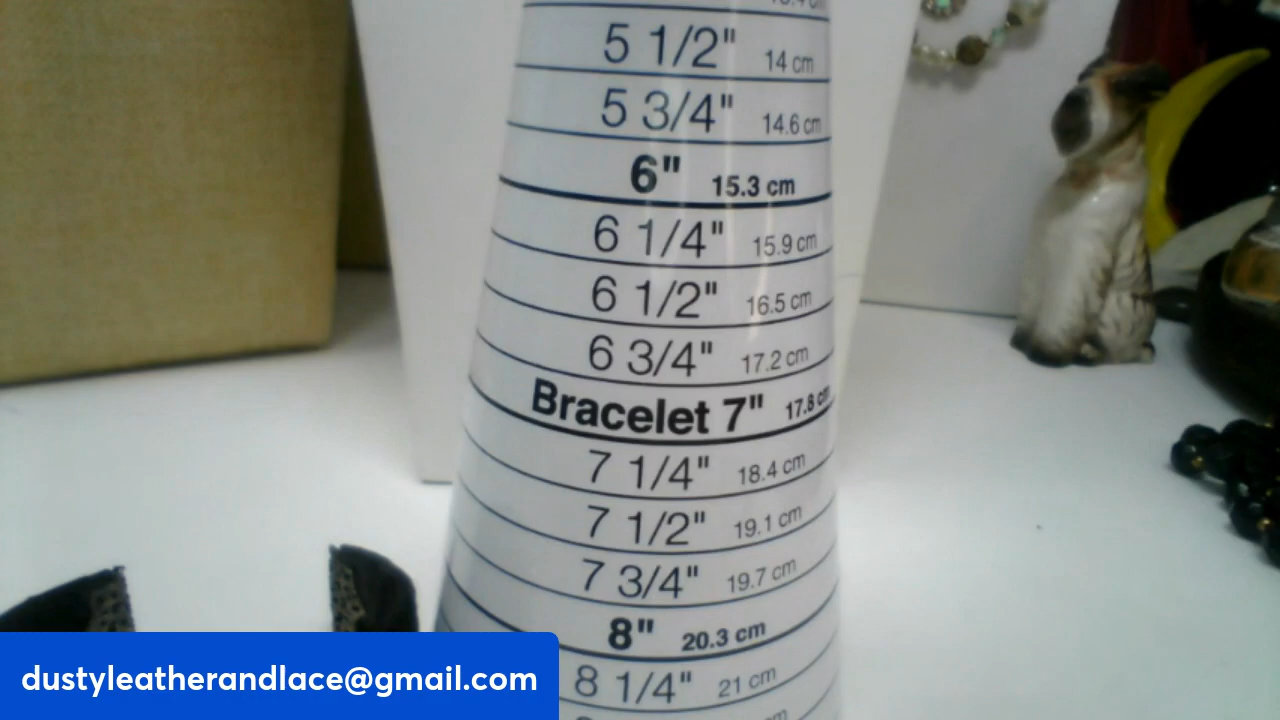 5 1/2" 14 cm
5 3/4" 14.6 cm
6" 15.3 cm
6 1/4" 15.9 cm
6 1/2" 16.5 cm
6 3/4" 17.2 cm
Bracelet 7" 17.8 cm
7 1/4" 18.4 cm
7 1/2" 19.1 cm
7 3/4" 19.7 cm
8" 20.3 cm
8 1/4" 21 cm
dustyleatherandlace@gmail.com